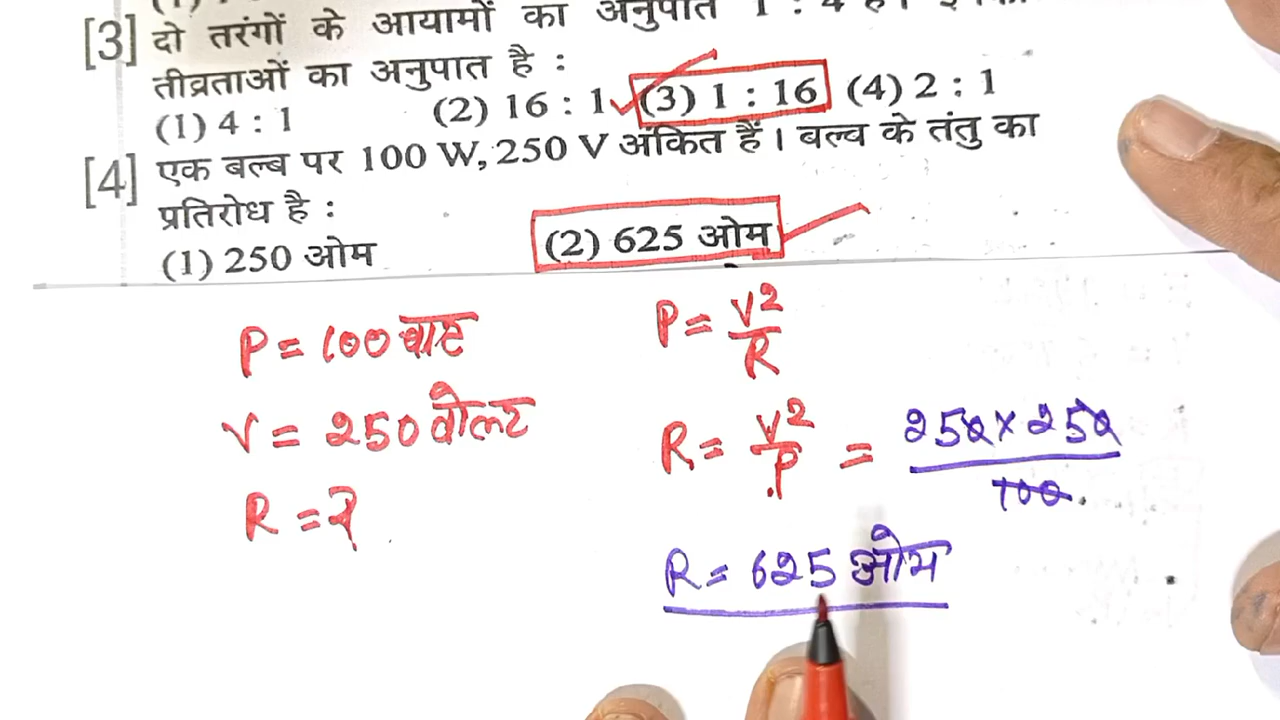 [3] दो तरंगों के आयामों का अनुपात 1 : 4 है।
तीव्रताओं का अनुपात है :
(1) 4 : 1 (2) 16 : 1 (3) 1 : 16 (4) 2 : 1
[4] एक बल्ब पर 100 W, 250 V अंकित हैं। बल्व के तंतु का
प्रतिरोध है :
(1) 250 ओम (2) 625 ओम
P = 100 वाट
V = 250 वोल्ट
R = ?
P = V²/R
R = V²/P = 250 × 250 / 100
R = 625 ओम